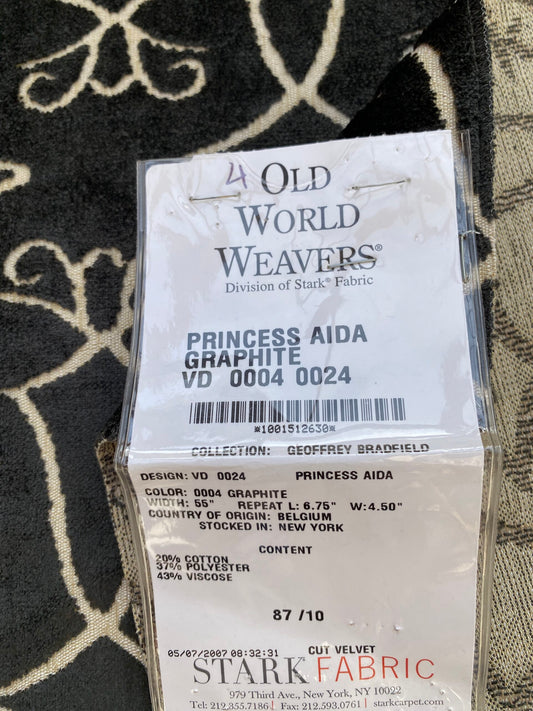 4 OLD
WORLD
WEAVERS®
Division of Stark® Fabric
PRINCESS AIDA
GRAPHITE
VD 0004 0024
*1001512630*
COLLECTION: GEOFFREY BRADFIELD
DESIGN: VD 0024 PRINCESS AIDA
COLOR: 0004 GRAPHITE
WIDTH: 55" REPEAT L: 6.75" W:4.50"
COUNTRY OF ORIGIN: BELGIUM
STOCKED IN: NEW YORK
CONTENT
20% COTTON
37% POLYESTER
43% VISCOSE
87 /10
05/07/2007 08:32:31 CUT VELVET
STARK FABRIC
979 Third Ave., New York, NY 10022
Tel: 212.355.7186 | Fax: 212.593.0761 | starkcarpet.com